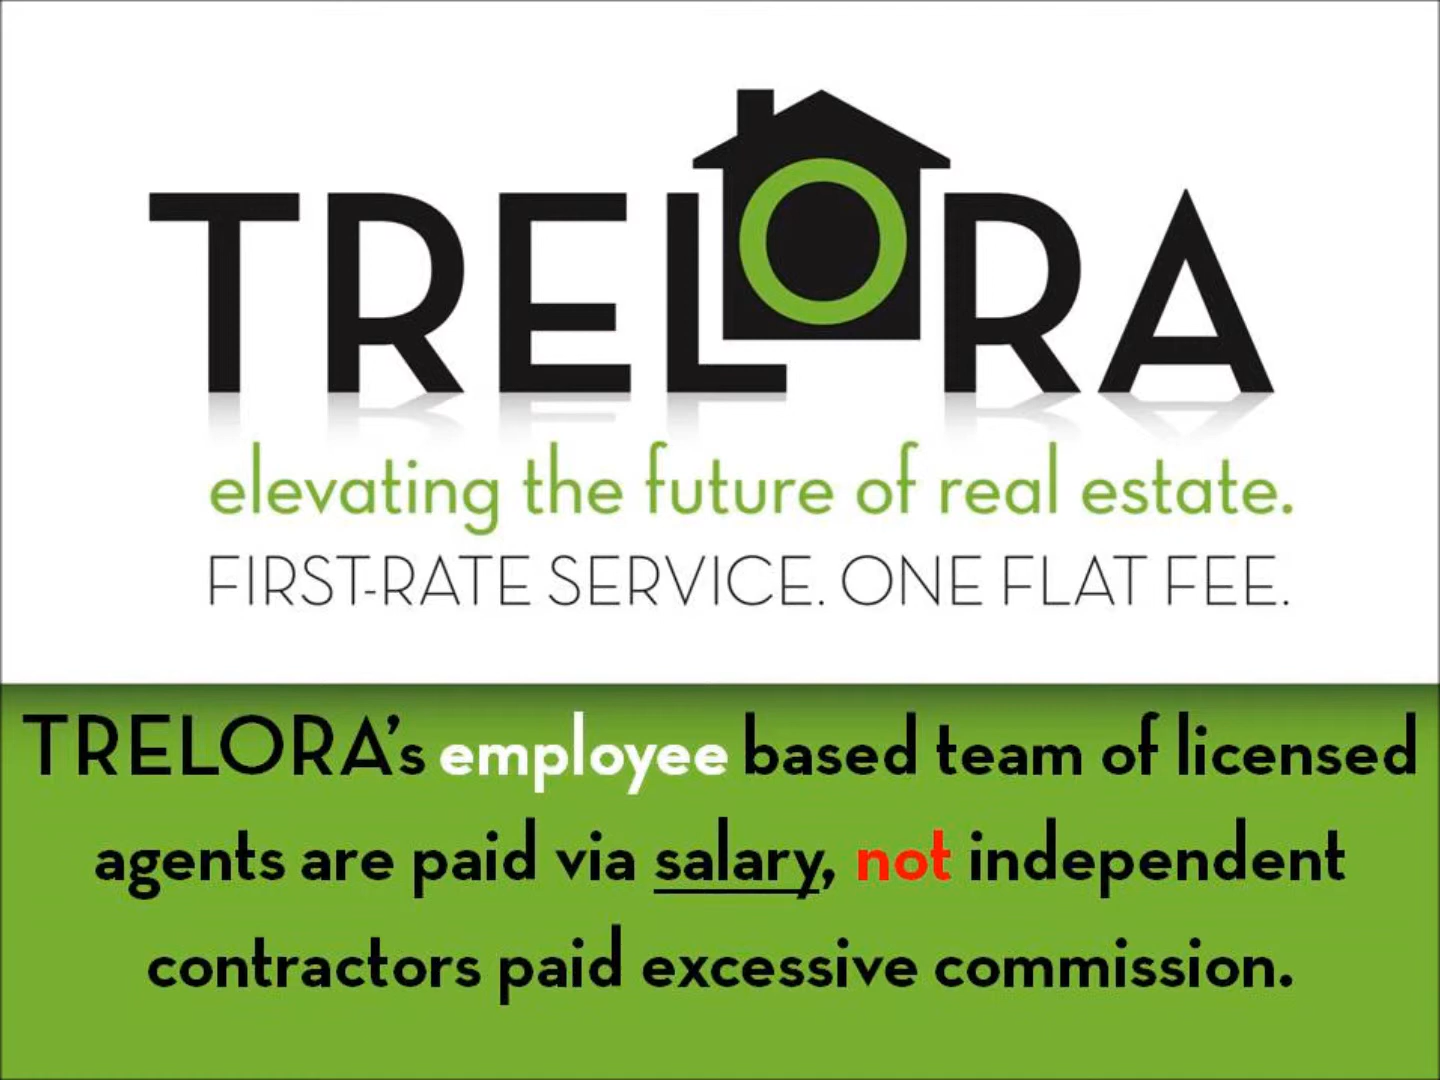 TRELORA
elevating the future of real estate.
FIRST-RATE SERVICE. ONE FLAT FEE.
TRELORA's employee based team of licensed
agents are paid via salary, not independent
contractors paid excessive commission.